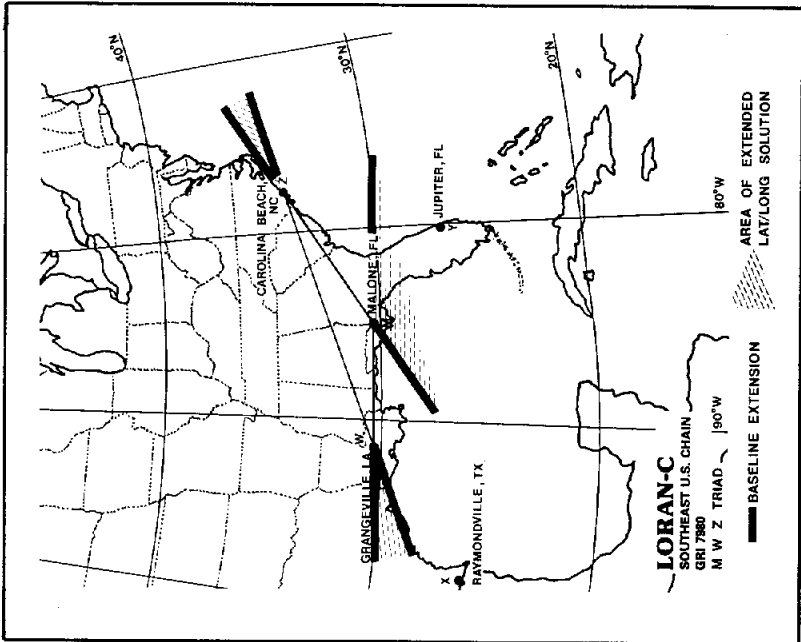 40°N
30°N
20°N
CAROLINA BEACH,
NC
Z
GRANGEVILLE, LA
W
MALONE, FL
M
JUPITER, FL
Y
X
RAYMONDVILLE, TX
80°W
90°W
LORAN-C
SOUTHEAST U.S. CHAIN
GRI 7980
M W Z TRIAD
BASELINE EXTENSION
AREA OF EXTENDED
LAT/LONG SOLUTION